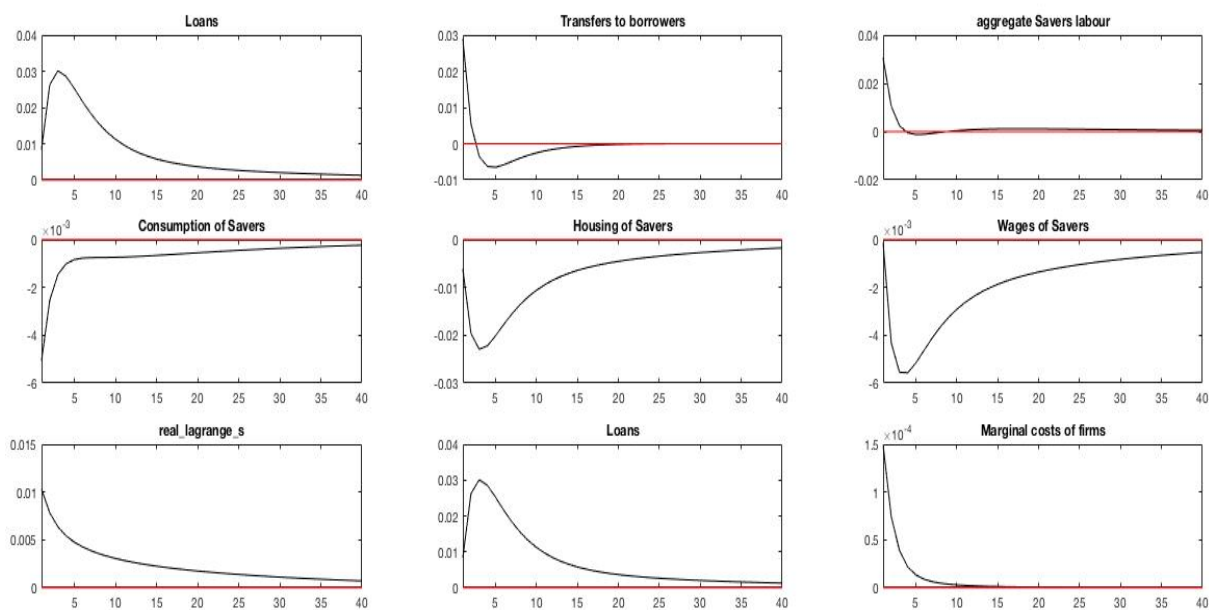 Loans
0.04
0.03
0.02
0.01
0
5 10 15 20 25 30 35 40
Transfers to borrowers
0.03
0.02
0.01
0
-0.01
5 10 15 20 25 30 35 40
aggregate Savers labour
0.04
0.02
0
-0.02
5 10 15 20 25 30 35 40
×10⁻³ Consumption of Savers
0
-2
-4
-6
5 10 15 20 25 30 35 40
Housing of Savers
0
-0.01
-0.02
-0.03
5 10 15 20 25 30 35 40
×10⁻³ Wages of Savers
0
-2
-4
-6
5 10 15 20 25 30 35 40
real_lagrange_s
0.015
0.01
0.005
0
5 10 15 20 25 30 35 40
Loans
0.04
0.03
0.02
0.01
0
5 10 15 20 25 30 35 40
×10⁻⁴ Marginal costs of firms
1.5
1
0.5
0
5 10 15 20 25 30 35 40